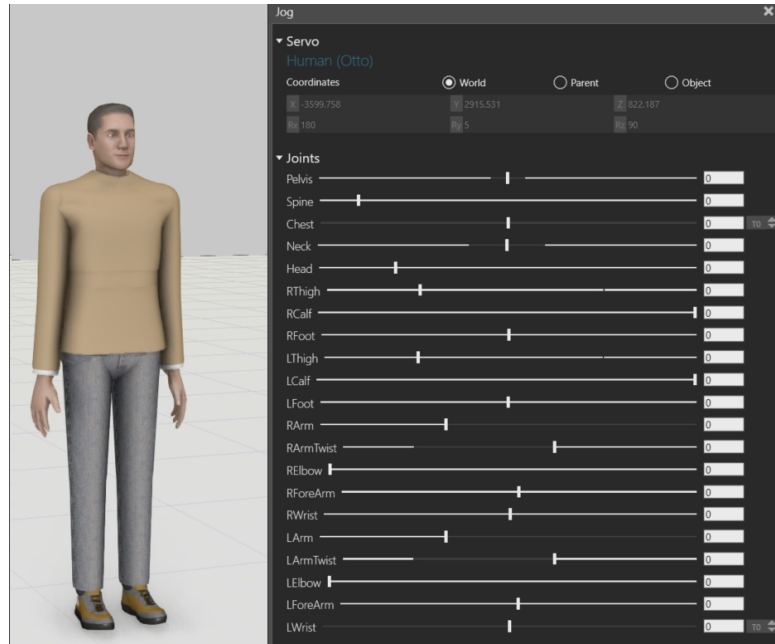 Jog
Servo
Human (Otto)
Coordinates World Parent Object
X -3599.758 Y 2915.531 Z 822.187
Rx 180 Ry 5 Rz 90
Joints
Pelvis 0
Spine 0
Chest 0 T0
Neck 0
Head 0
RThigh 0
RCalf 0
RFoot 0
LThigh 0
LCalf 0
LFoot 0
RArm 0
RArmTwist 0
RElbow 0
RForeArm 0
RWrist 0
LArm 0
LArmTwist 0
LElbow 0
LForeArm 0
LWrist 0 T0